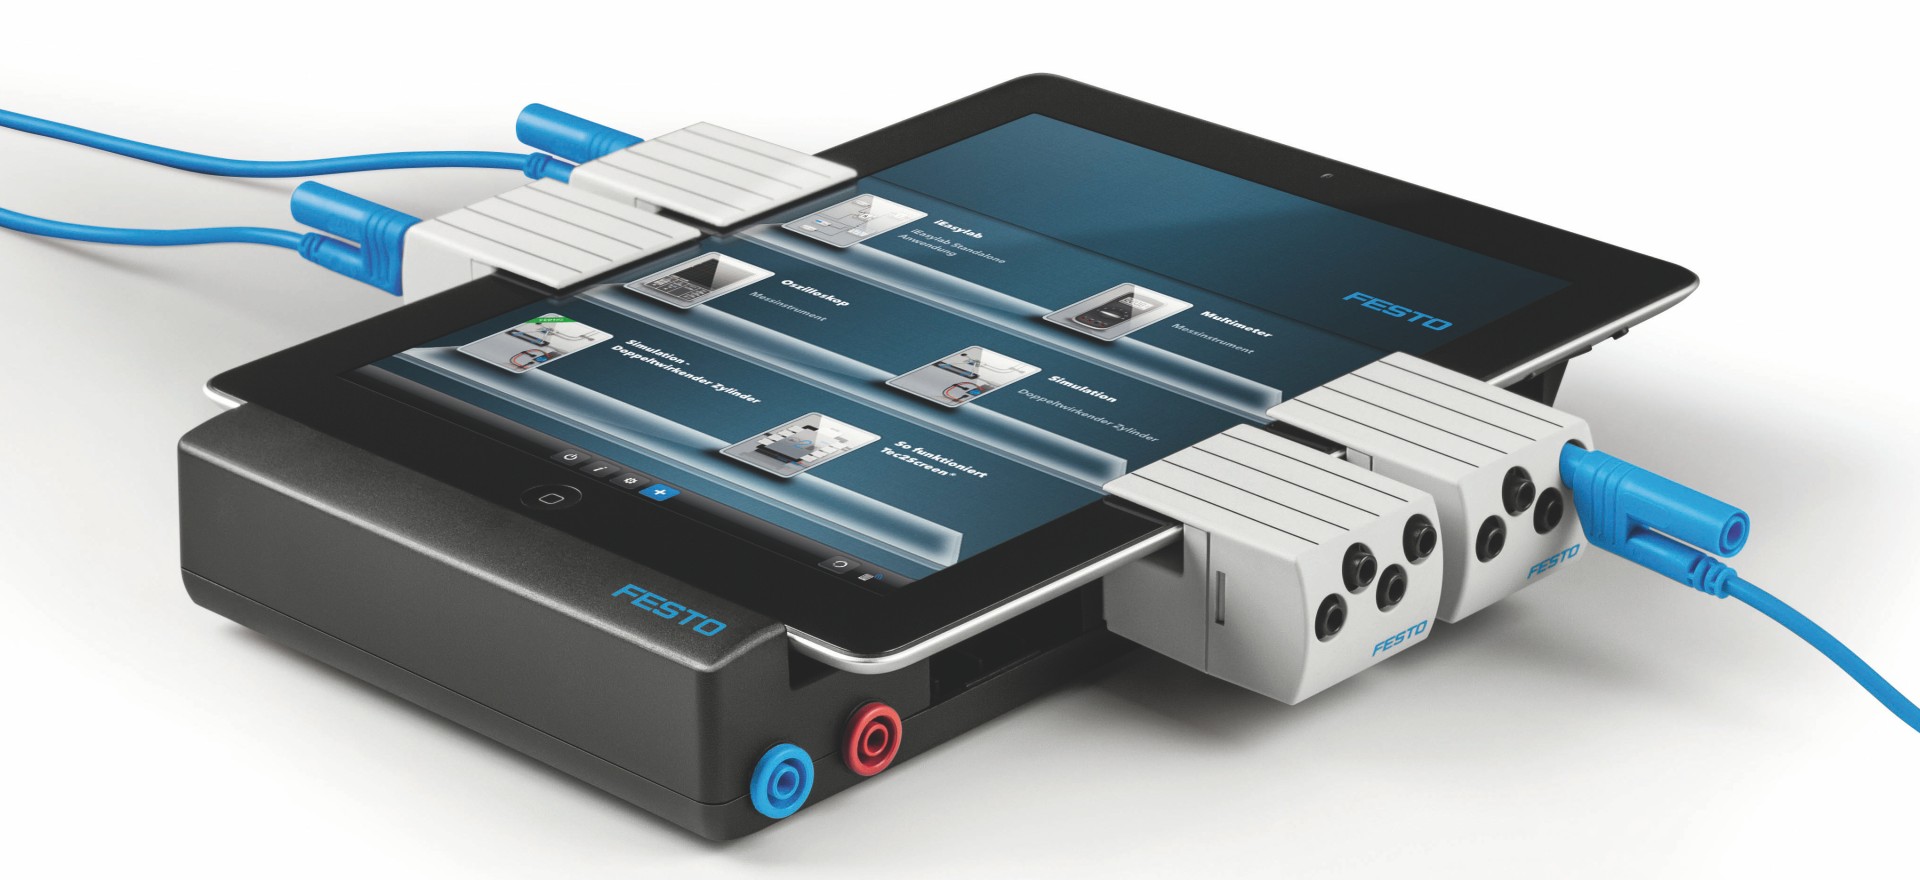 iEasylab
iEasylab Standalone
Anwendung
Oszilloskop
Messinstrument
Multimeter
Messinstrument
FESTO
Simulation -
Doppeltwirkender Zylinder
Simulation
Doppeltwirkender Zylinder
So funktioniert
Tec2Screen®
i
FESTO
FESTO
FESTO